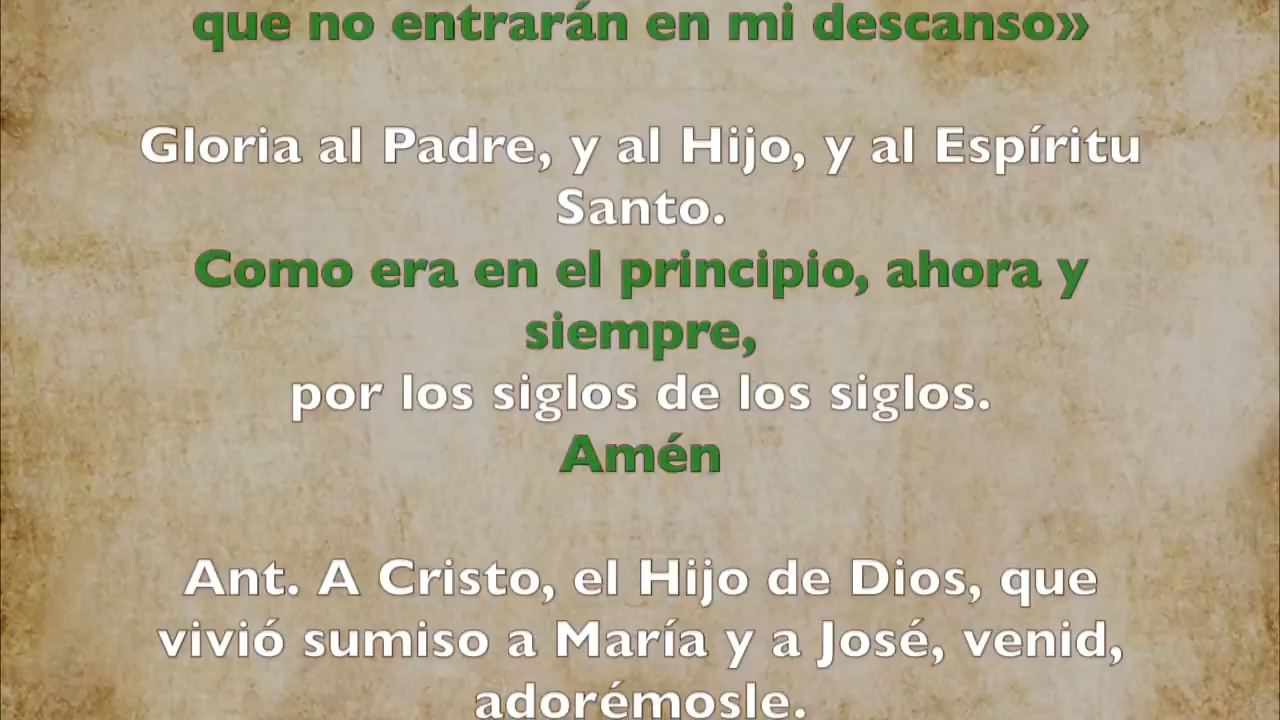 que no entrarán en mi descanso»
Gloria al Padre, y al Hijo, y al Espíritu
Santo.
Como era en el principio, ahora y
siempre,
por los siglos de los siglos.
Amén
Ant. A Cristo, el Hijo de Dios, que
vivió sumiso a María y a José, venid,
adorémosle.